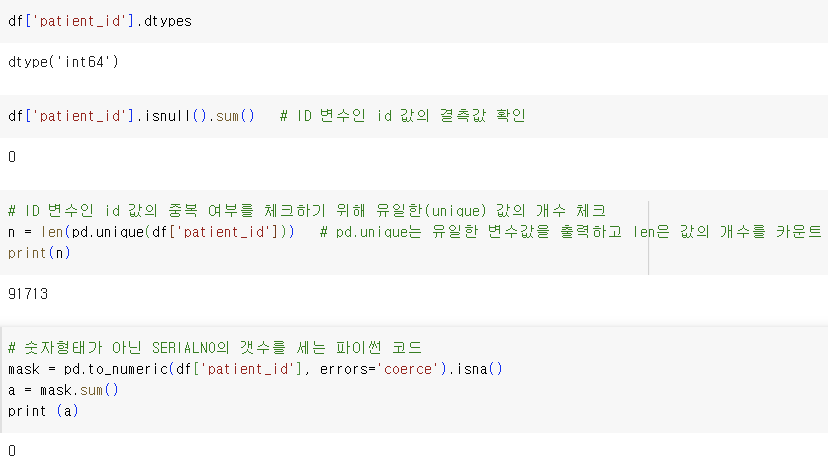 df['patient_id'].dtypes
dtype('int64')
df['patient_id'].isnull().sum()   # ID 변수인 id 값의 결측값 확인
0
# ID 변수인 id 값의 중복 여부를 체크하기 위해 유일한(unique) 값의 개수 체크
n = len(pd.unique(df['patient_id']))   # pd.unique는 유일한 변수값을 출력하고 len은 값의 개수를 카운트
print(n)
91713
# 숫자형태가 아닌 SERIALNO의 갯수를 세는 파이썬 코드
mask = pd.to_numeric(df['patient_id'], errors='coerce').isna()
a = mask.sum()
print (a)
0